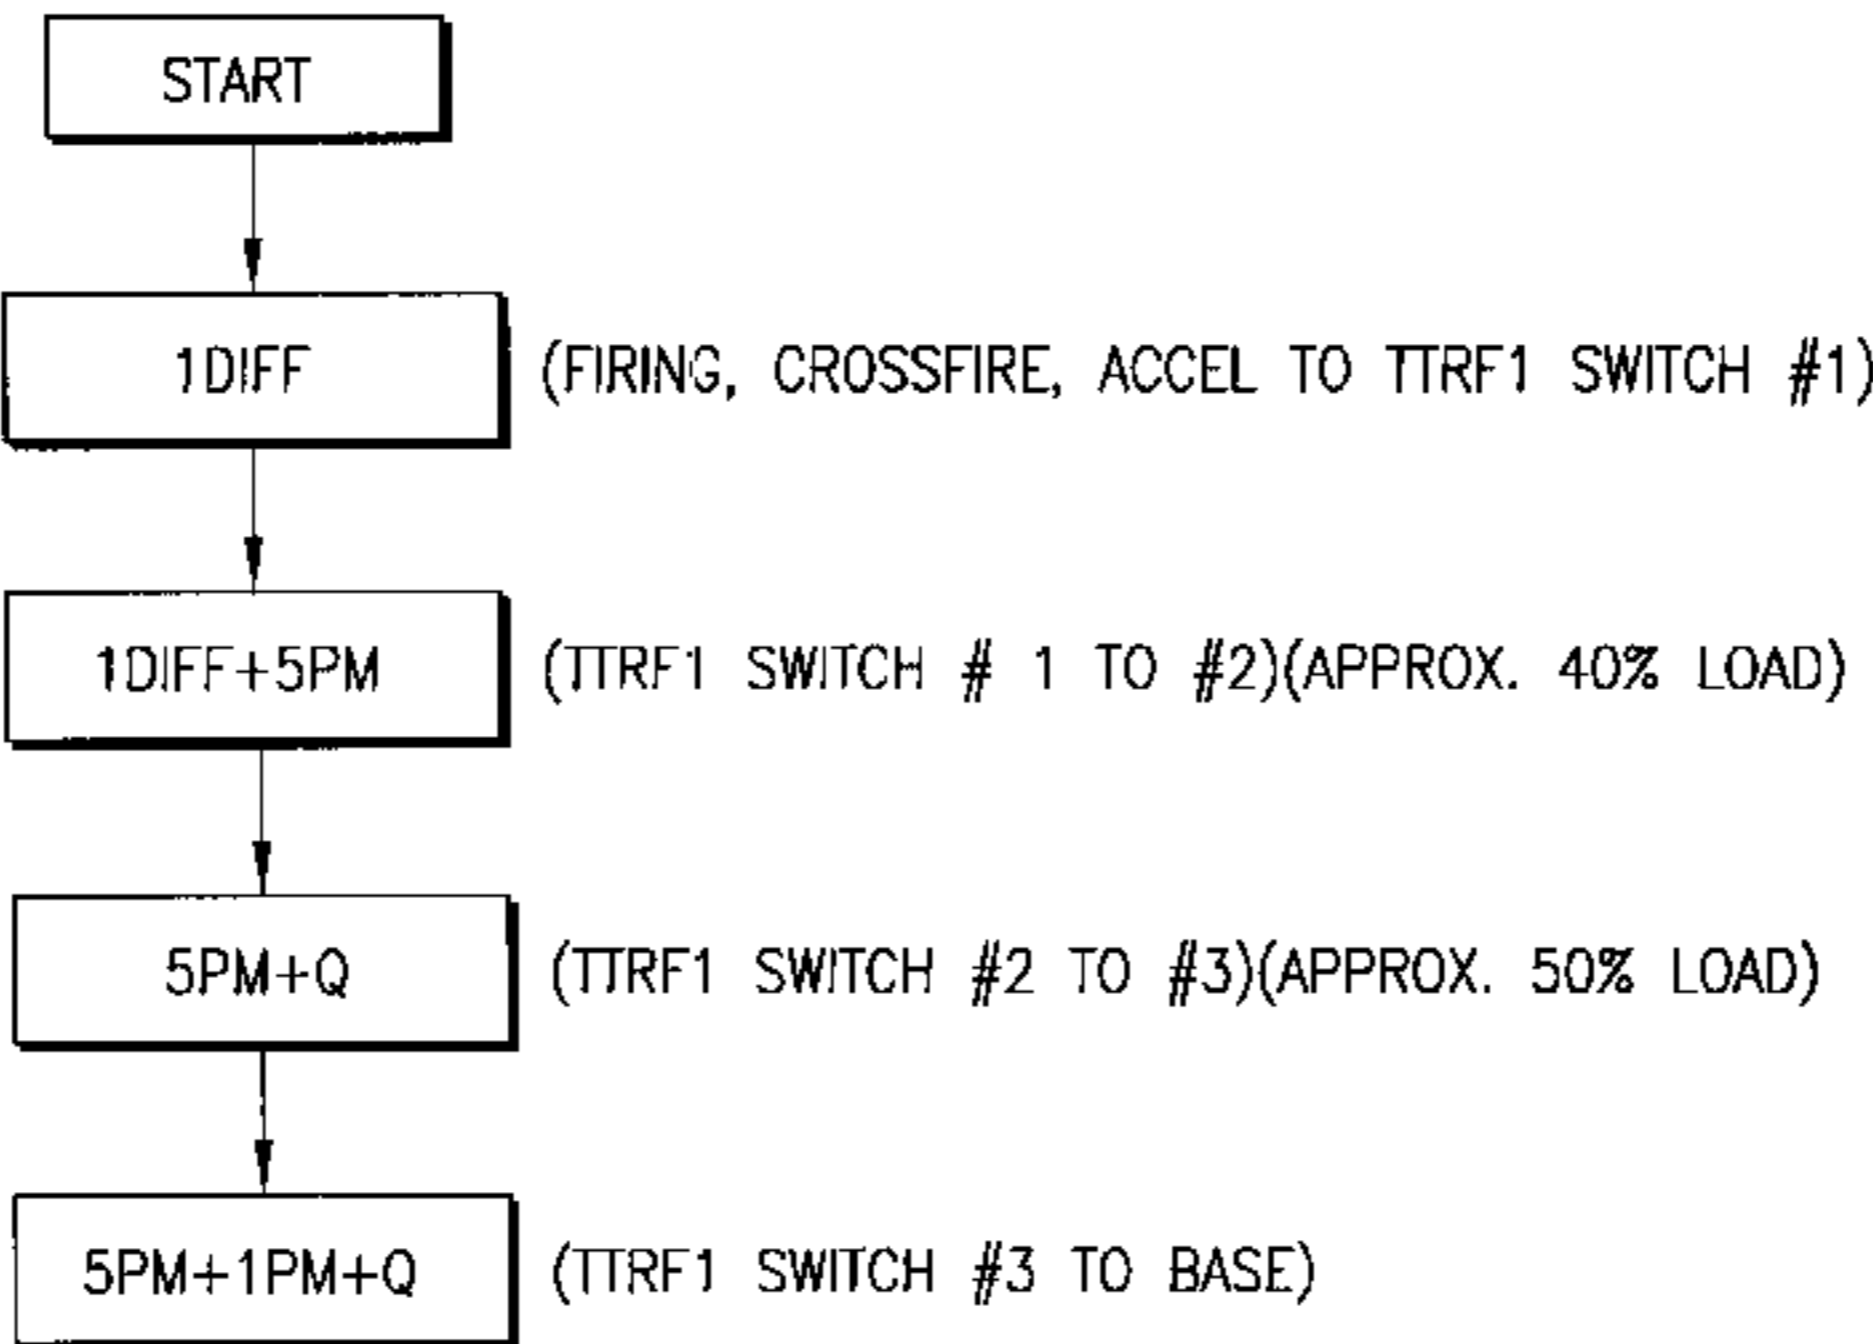 START
1DIFF
(FIRING, CROSSFIRE, ACCEL TO TTRF1 SWITCH #1)
1DIFF+5PM
(TTRF1 SWITCH # 1 TO #2)(APPROX. 40% LOAD)
5PM+Q
(TTRF1 SWITCH #2 TO #3)(APPROX. 50% LOAD)
5PM+1PM+Q
(TTRF1 SWITCH #3 TO BASE)